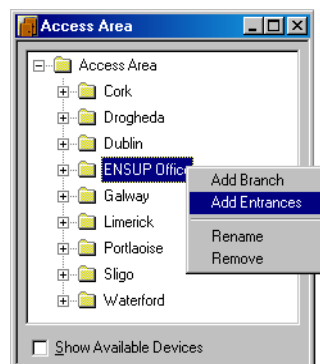 Access Area
Access Area
Cork
Drogheda
Dublin
ENSUP Office
Galway
Limerick
Portlaoise
Sligo
Waterford
Add Branch
Add Entrances
Rename
Remove
Show Available Devices